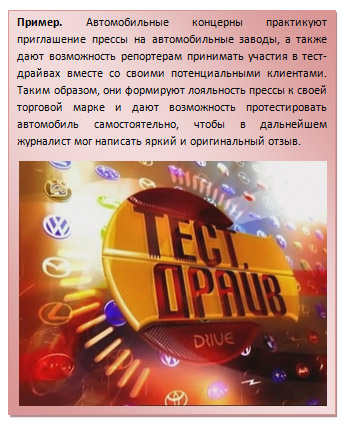 Пример. Автомобильные концерны практикуют
приглашение прессы на автомобильные заводы, а также
дают возможность репортерам принимать участия в тест-
драйвах вместе со своими потенциальными клиентами.
Таким образом, они формируют лояльность прессы к своей
торговой марке и дают возможность протестировать
автомобиль самостоятельно, чтобы в дальнейшем
журналист мог написать яркий и оригинальный отзыв.
ТЕСТ
ДРАЙВ
DRIVE